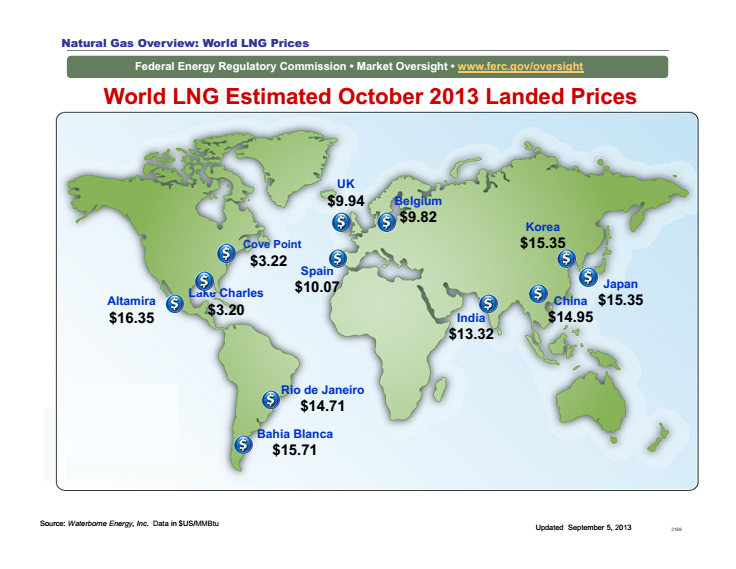 Natural Gas Overview: World LNG Prices
Federal Energy Regulatory Commission • Market Oversight • www.ferc.gov/oversight
World LNG Estimated October 2013 Landed Prices
UK
$9.94
Belgium
$9.82
Korea
$15.35
Cove Point
$3.22
Spain
$10.07
Japan
$15.35
Lake Charles
$3.20
Altamira
$16.35
China
$14.95
India
$13.32
Rio de Janeiro
$14.71
Bahia Blanca
$15.71
Source: Waterborne Energy, Inc. Data in $US/MMBtu
Updated September 5, 2013